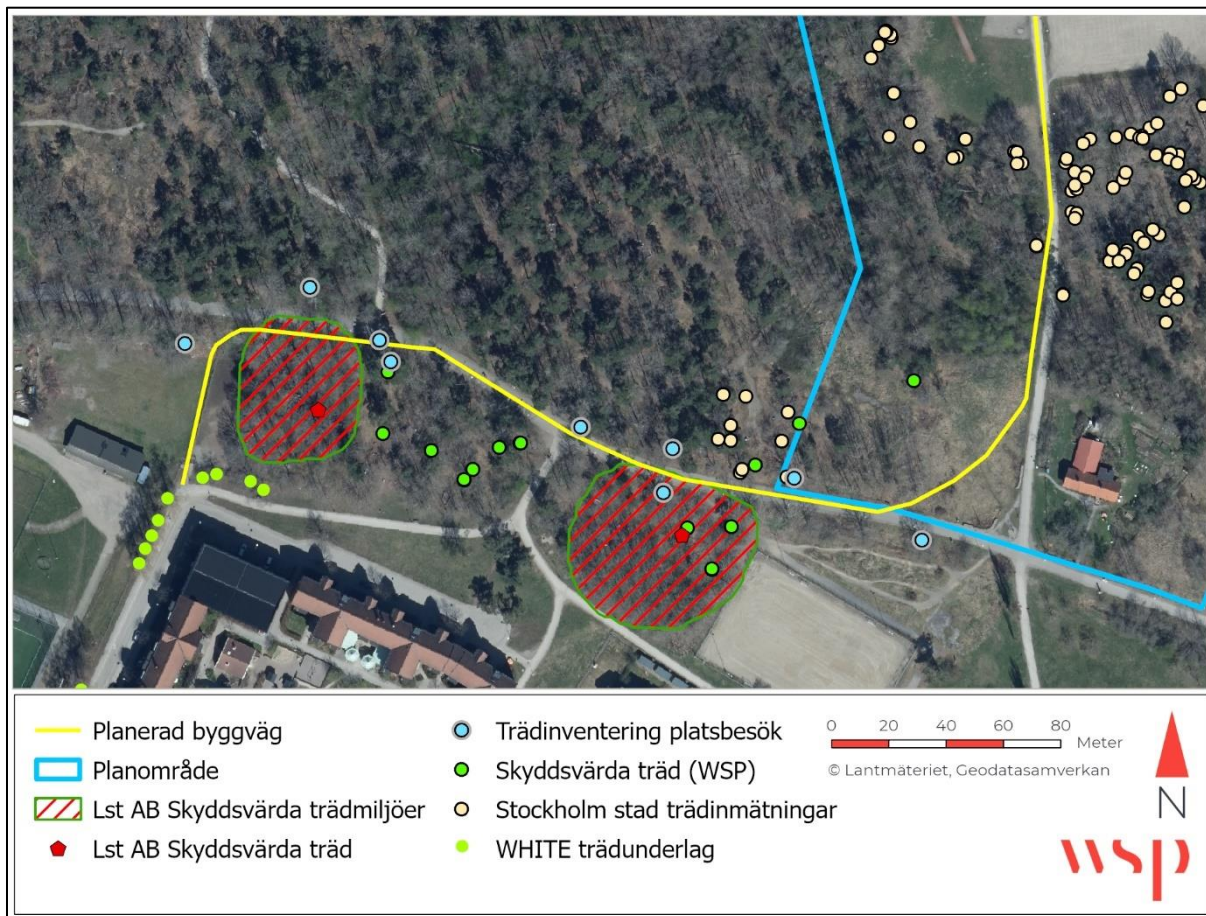 Planerad byggväg
Planområde
Lst AB Skyddsvärda trädmiljöer
Lst AB Skyddsvärda träd
Trädinventering platsbesök
Skyddsvärda träd (WSP)
Stockholm stad trädinmätningar
WHITE trädunderlag
0 20 40 60 80
Meter
© Lantmäteriet, Geodatasamverkan
N
wsp